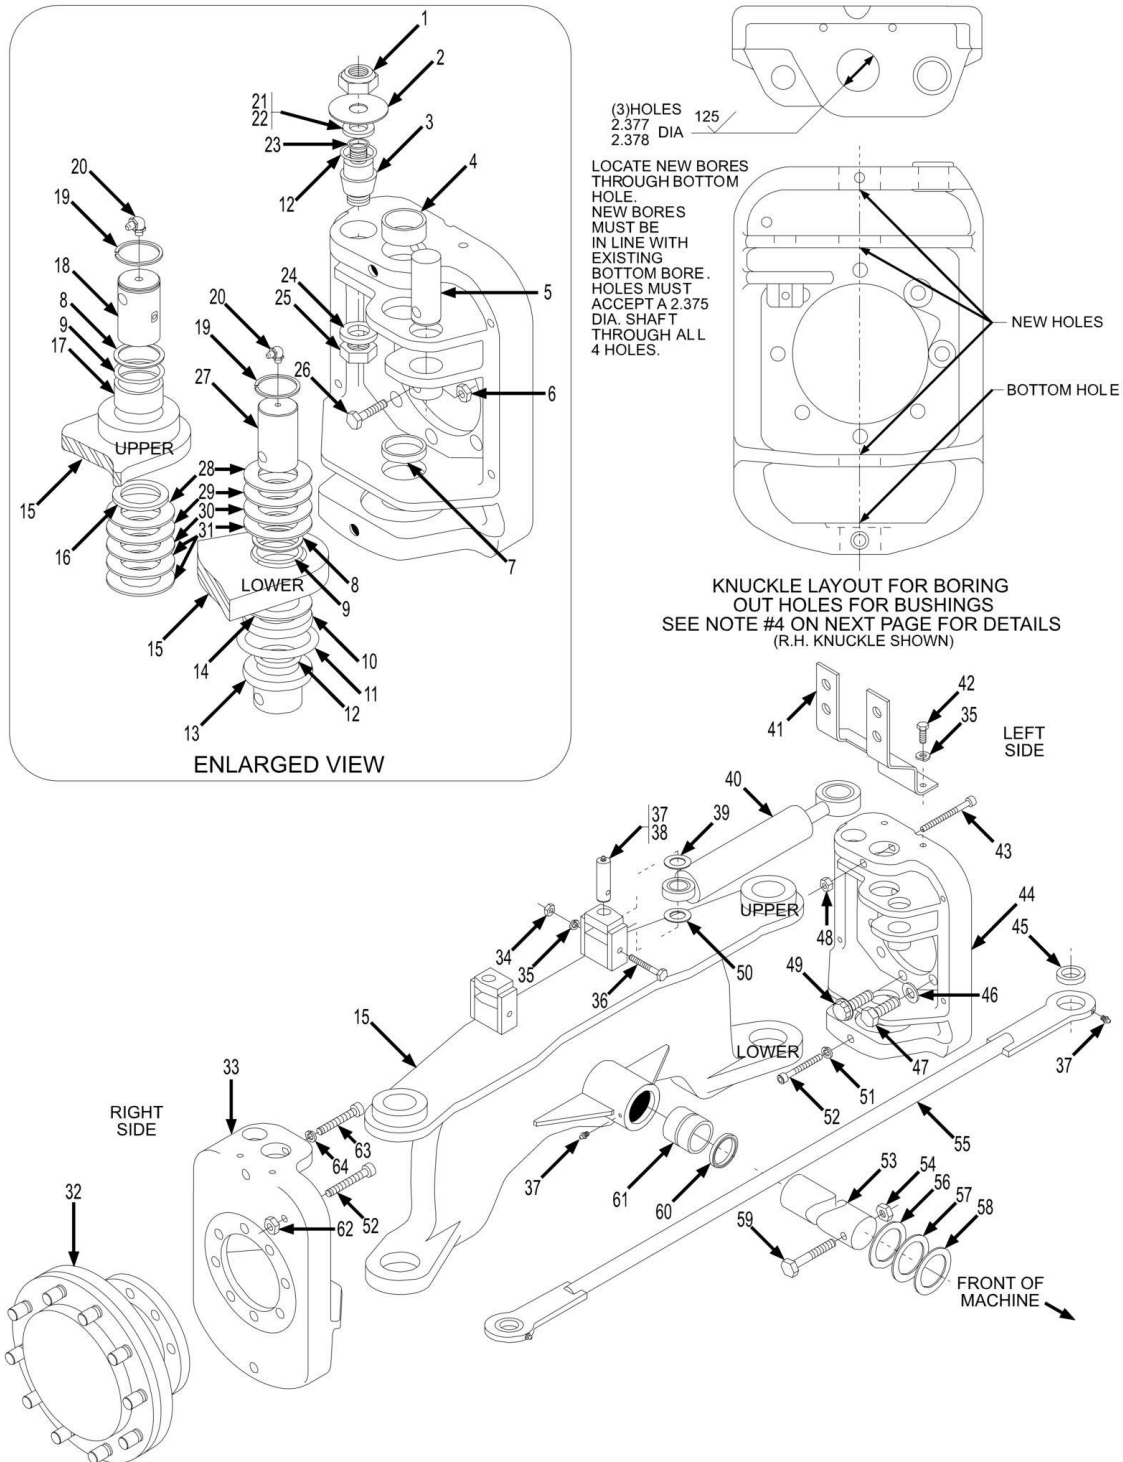 1
2
21
22
3
23
20
4
12
19
18
24
5
8
25
20
9
19
17
26
27
6
UPPER
28
15
29
30
16
31
7
8
LOWER
9
15
14
10
11
13
12
ENLARGED VIEW
(3)HOLES
2.377
2.378
DIA
125
LOCATE NEW BORES
THROUGH BOTTOM
HOLE.
NEW BORES
MUST BE
IN LINE WITH
EXISTING
BOTTOM BORE.
HOLES MUST
ACCEPT A 2.375
DIA. SHAFT
THROUGH ALL
4 HOLES.
NEW HOLES
BOTTOM HOLE
KNUCKLE LAYOUT FOR BORING
OUT HOLES FOR BUSHINGS
SEE NOTE #4 ON NEXT PAGE FOR DETAILS
(R.H. KNUCKLE SHOWN)
42
41
35
LEFT
SIDE
40
37
38
39
43
44
34
UPPER
48
45
35
50
36
49
46
15
LOWER
47
37
51
33
52
RIGHT
SIDE
63
55
64
37
61
53
54
32
60
56
57
62
52
59
58
FRONT OF
MACHINE